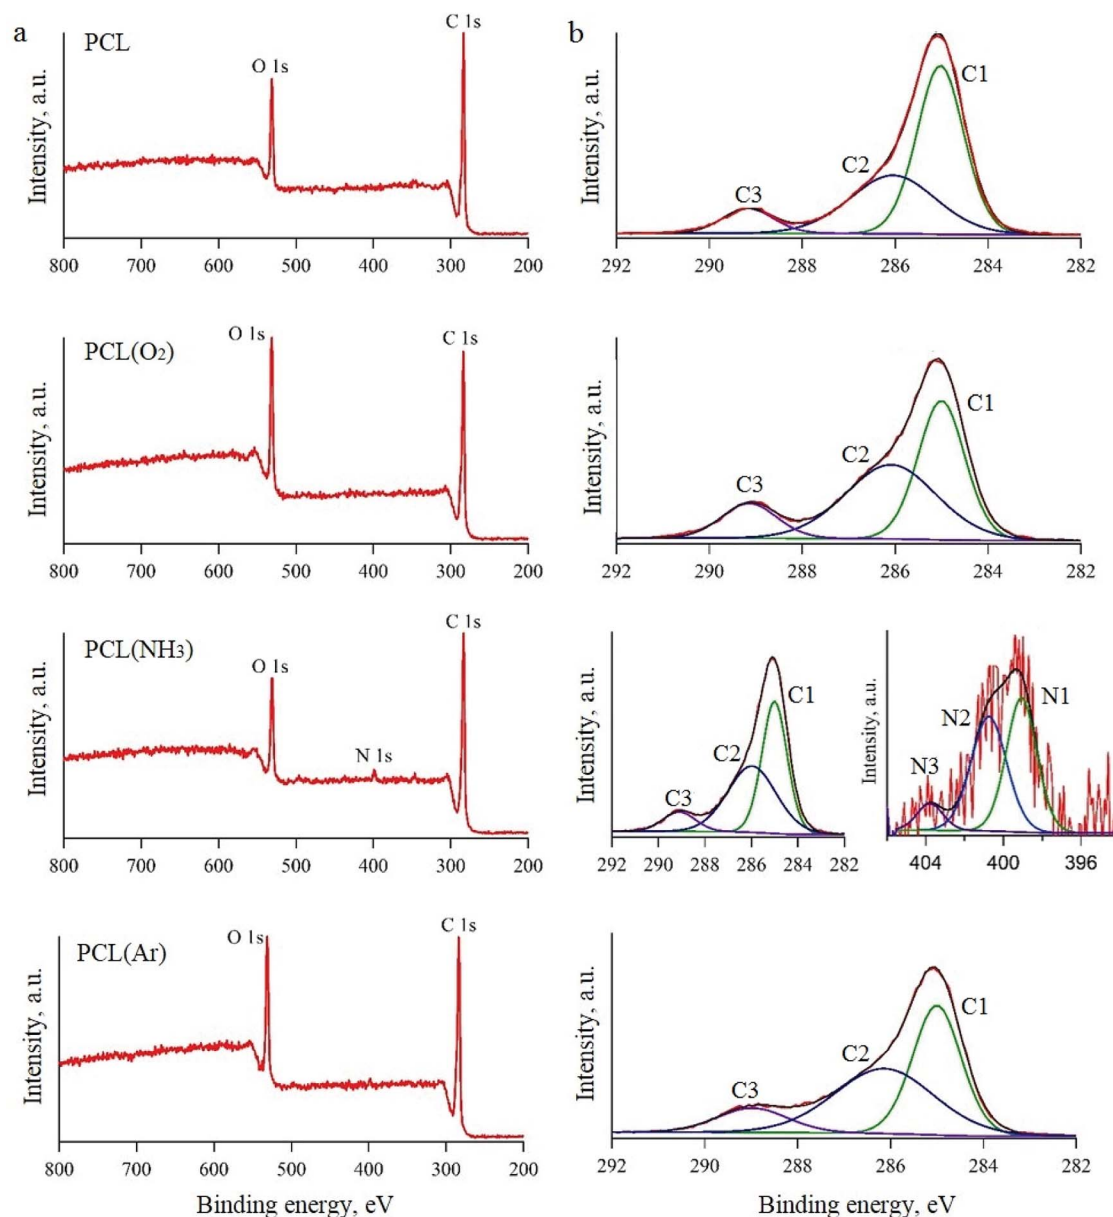 a
PCL
O 1s
C 1s
Intensity, a.u.
800 700 600 500 400 300 200
b
C1
C2
C3
Intensity, a.u.
292 290 288 286 284 282
PCL(O2)
O 1s
C 1s
Intensity, a.u.
800 700 600 500 400 300 200
C1
C2
C3
Intensity, a.u.
292 290 288 286 284 282
PCL(NH3)
O 1s
N 1s
C 1s
Intensity, a.u.
800 700 600 500 400 300 200
C1
C2
C3
Intensity, a.u.
292 290 288 286 284 282
N1
N2
N3
Intensity, a.u.
404 400 396
PCL(Ar)
O 1s
C 1s
Intensity, a.u.
800 700 600 500 400 300 200
Binding energy, eV
C1
C2
C3
Intensity, a.u.
292 290 288 286 284 282
Binding energy, eV